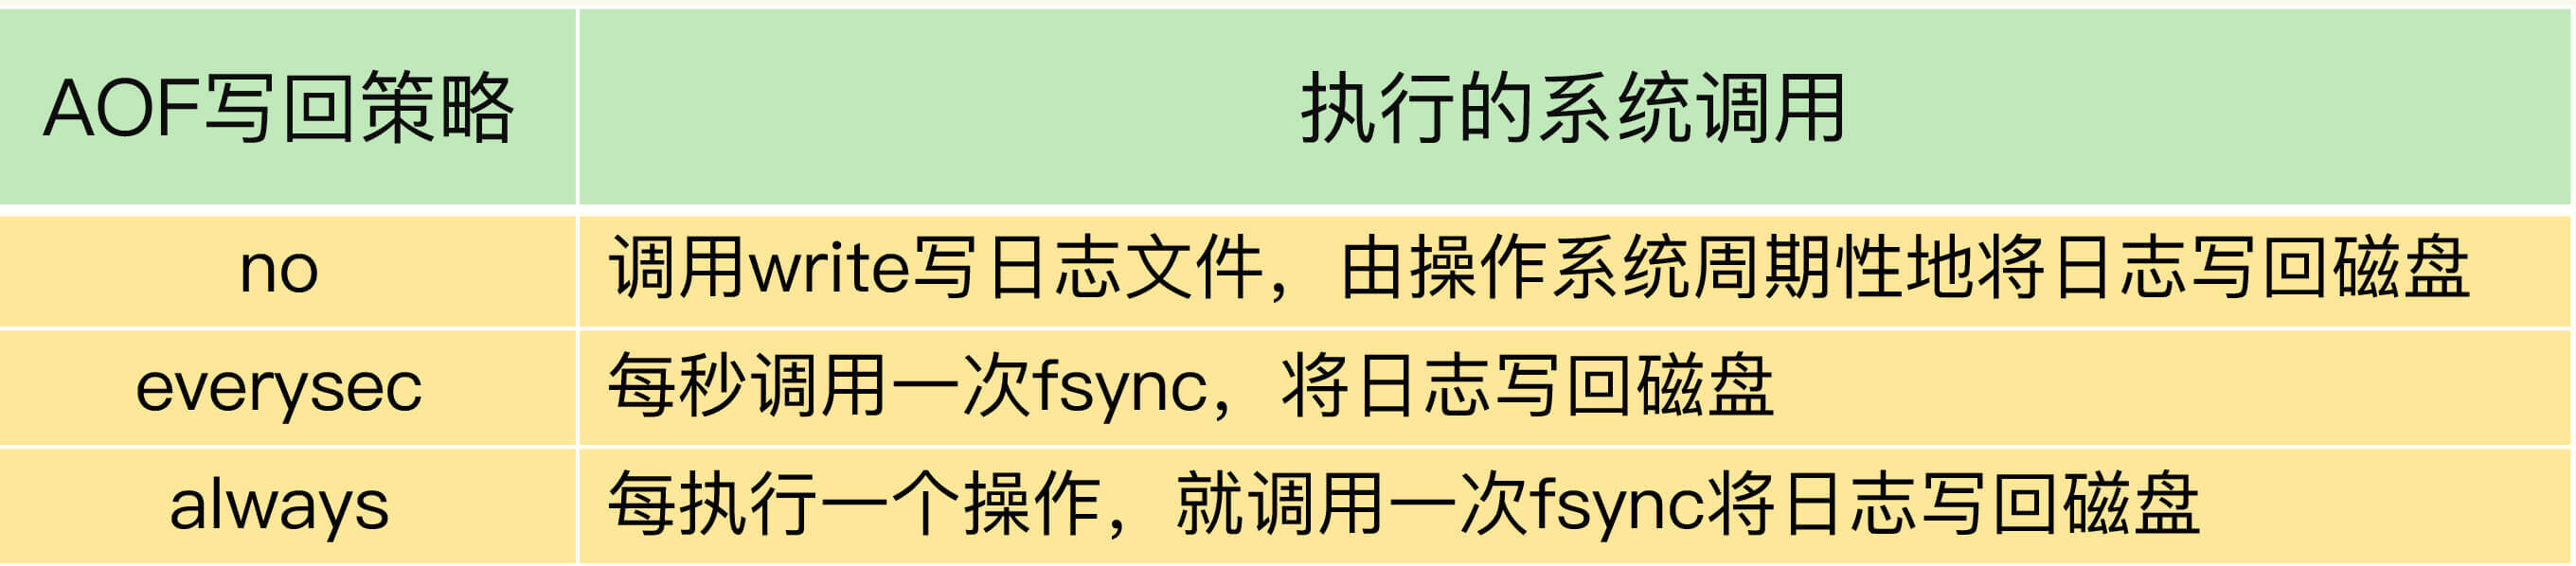 AOF写回策略
执行的系统调用
no
调用write写日志文件，由操作系统周期性地将日志写回磁盘
everysec
每秒调用一次fsync，将日志写回磁盘
always
每执行一个操作，就调用一次fsync将日志写回磁盘